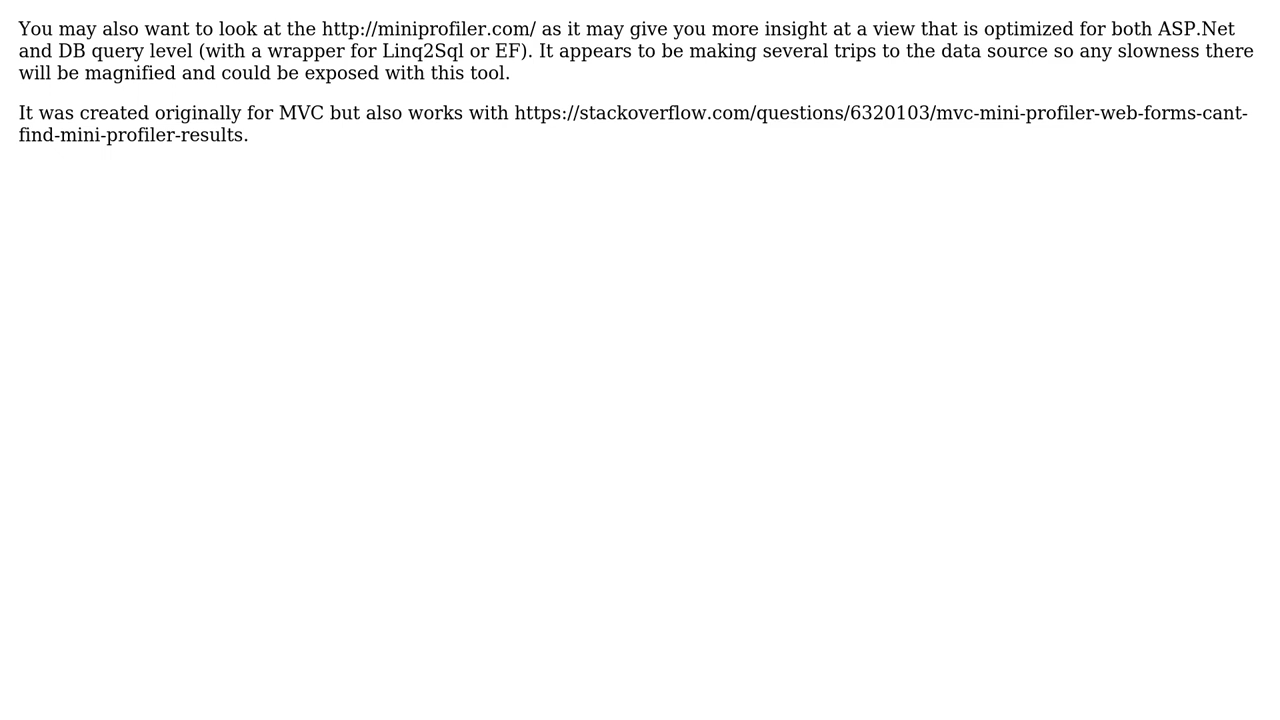 You may also want to look at the http://miniprofiler.com/ as it may give you more insight at a view that is optimized for both ASP.Net
and DB query level (with a wrapper for Linq2Sql or EF). It appears to be making several trips to the data source so any slowness there
will be magnified and could be exposed with this tool.
It was created originally for MVC but also works with https://stackoverflow.com/questions/6320103/mvc-mini-profiler-web-forms-cant-
find-mini-profiler-results.